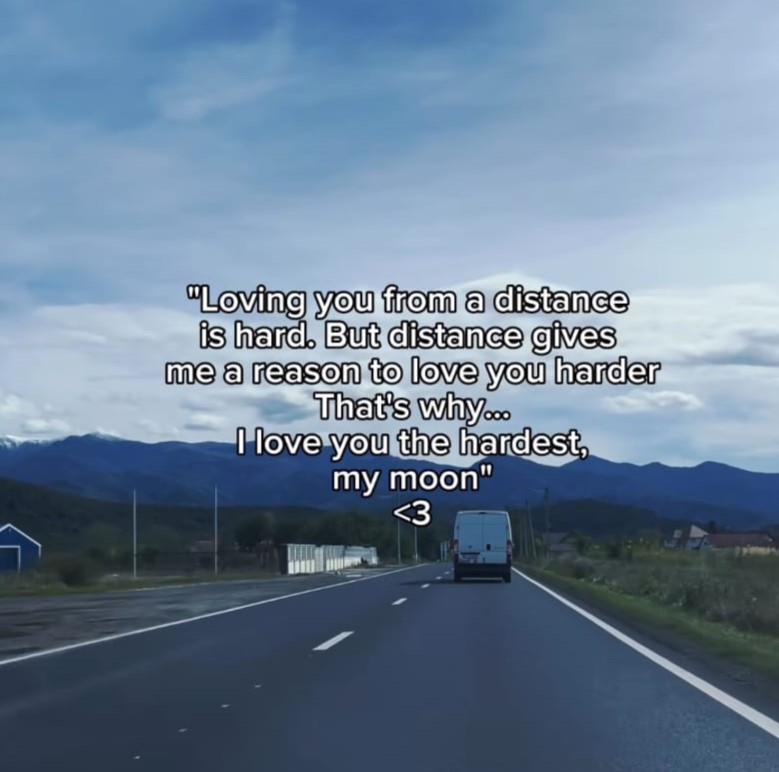 "Loving you from a distance
is hard. But distance gives
me a reason to love you harder
That's why...
I love you the hardest,
my moon"
<3